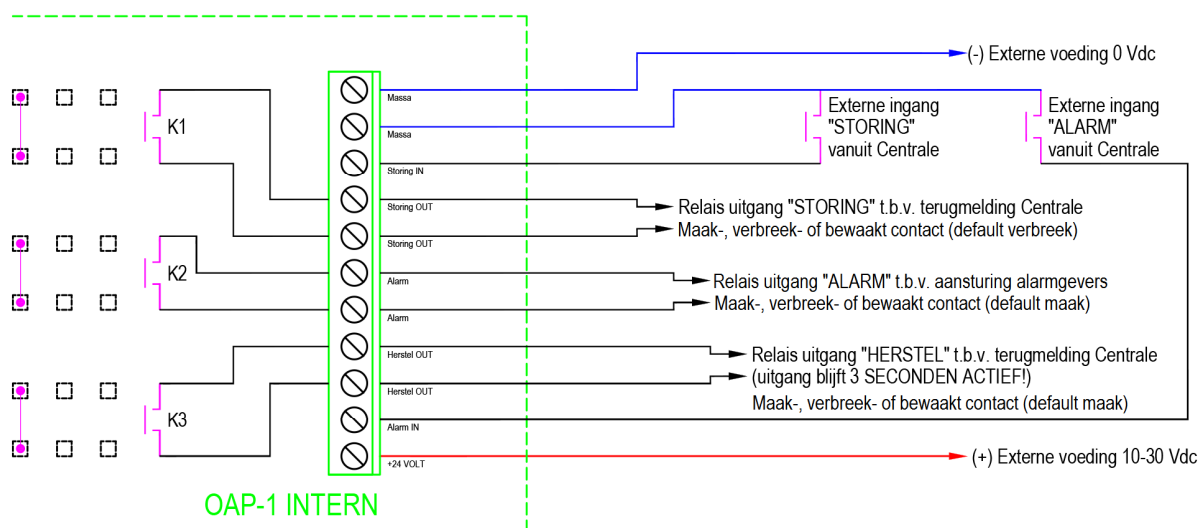 (-) Externe voeding 0 Vdc
Massa
Massa
Storing IN
Storing OUT
Storing OUT
Alarm
Alarm
Herstel OUT
Herstel OUT
Alarm IN
+24 VOLT
K1
K2
K3
Externe ingang
"STORING"
vanuit Centrale
Externe ingang
"ALARM"
vanuit Centrale
Relais uitgang "STORING" t.b.v. terugmelding Centrale
Maak-, verbreek- of bewaakt contact (default verbreek)
Relais uitgang "ALARM" t.b.v. aansturing alarmgevers
Maak-, verbreek- of bewaakt contact (default maak)
Relais uitgang "HERSTEL" t.b.v. terugmelding Centrale
(uitgang blijft 3 SECONDEN ACTIEF!)
Maak-, verbreek- of bewaakt contact (default maak)
(+) Externe voeding 10-30 Vdc
OAP-1 INTERN